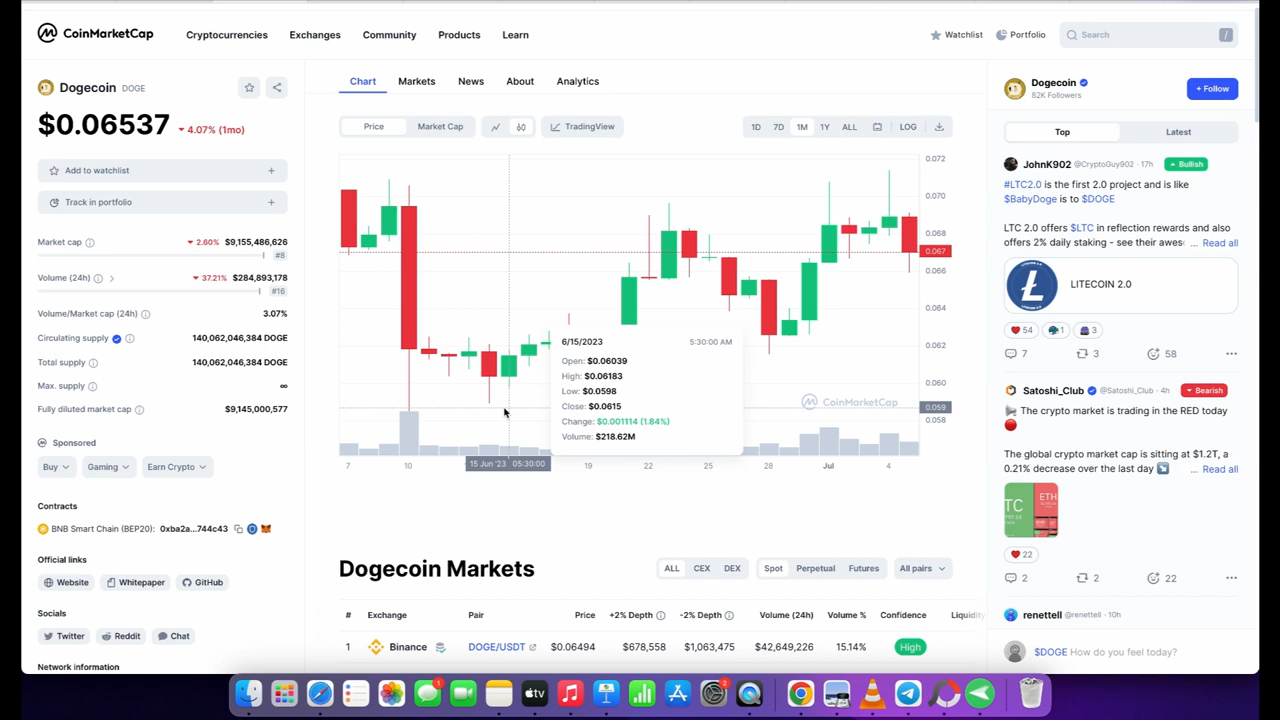 CoinMarketCap
Cryptocurrencies
Exchanges
Community
Products
Learn
Watchlist
Portfolio
Search
/
Dogecoin DOGE
$0.06537 4.07% (1mo)
Add to watchlist +
Track in portfolio +
Market cap 2.60% $9,155,486,626
#8
Volume (24h) 37.21% $284,893,178
#16
Volume/Market cap (24h) 3.07%
Circulating supply 140,062,046,384 DOGE
Total supply 140,062,046,384 DOGE
Max. supply ∞
Fully diluted market cap $9,145,000,577
Sponsored
Buy
Gaming
Earn Crypto
Contracts
BNB Smart Chain (BEP20): 0xba2a...744c43
Official links
Website
Whitepaper
GitHub
Socials
Twitter
Reddit
Chat
Network information
Chart
Markets
News
About
Analytics
Price
Market Cap
TradingView
1D
7D
1M
1Y
ALL
LOG
0.072
0.070
0.068
0.067
0.066
0.064
0.062
0.060
0.059
0.058
6/15/2023 5:30:00 AM
Open: $0.06039
High: $0.06183
Low: $0.0598
Close: $0.0615
Change: $0.001114 (1.84%)
Volume: $218.62M
CoinMarketCap
7
10
15 Jun '23 05:30:00
19
22
25
28
Jul
4
Dogecoin Markets
ALL
CEX
DEX
Spot
Perpetual
Futures
All pairs
# Exchange Pair Price +2% Depth -2% Depth Volume (24h) Volume % Confidence Liquidity
1 Binance DOGE/USDT $0.06494 $678,558 $1,063,475 $42,649,226 15.14% High
Dogecoin
82K Followers
+ Follow
Top
Latest
JohnK902 @CryptoGuy902 · 17h Bullish
#LTC2.0 is the first 2.0 project and is like
$BabyDoge is to $DOGE
LTC 2.0 offers $LTC in reflection rewards and also
offers 2% daily staking - see their awes ... Read all
LITECOIN 2.0
54
1
3
7
3
58
Satoshi_Club @Satoshi_Club · 4h Bearish
The crypto market is trading in the RED today
The global crypto market cap is sitting at $1.2T, a
0.21% decrease over the last day ... Read all
TC
ETH
22
2
2
22
renettell @renettell · 10h
$DOGE How do you feel today?
1
tv
2